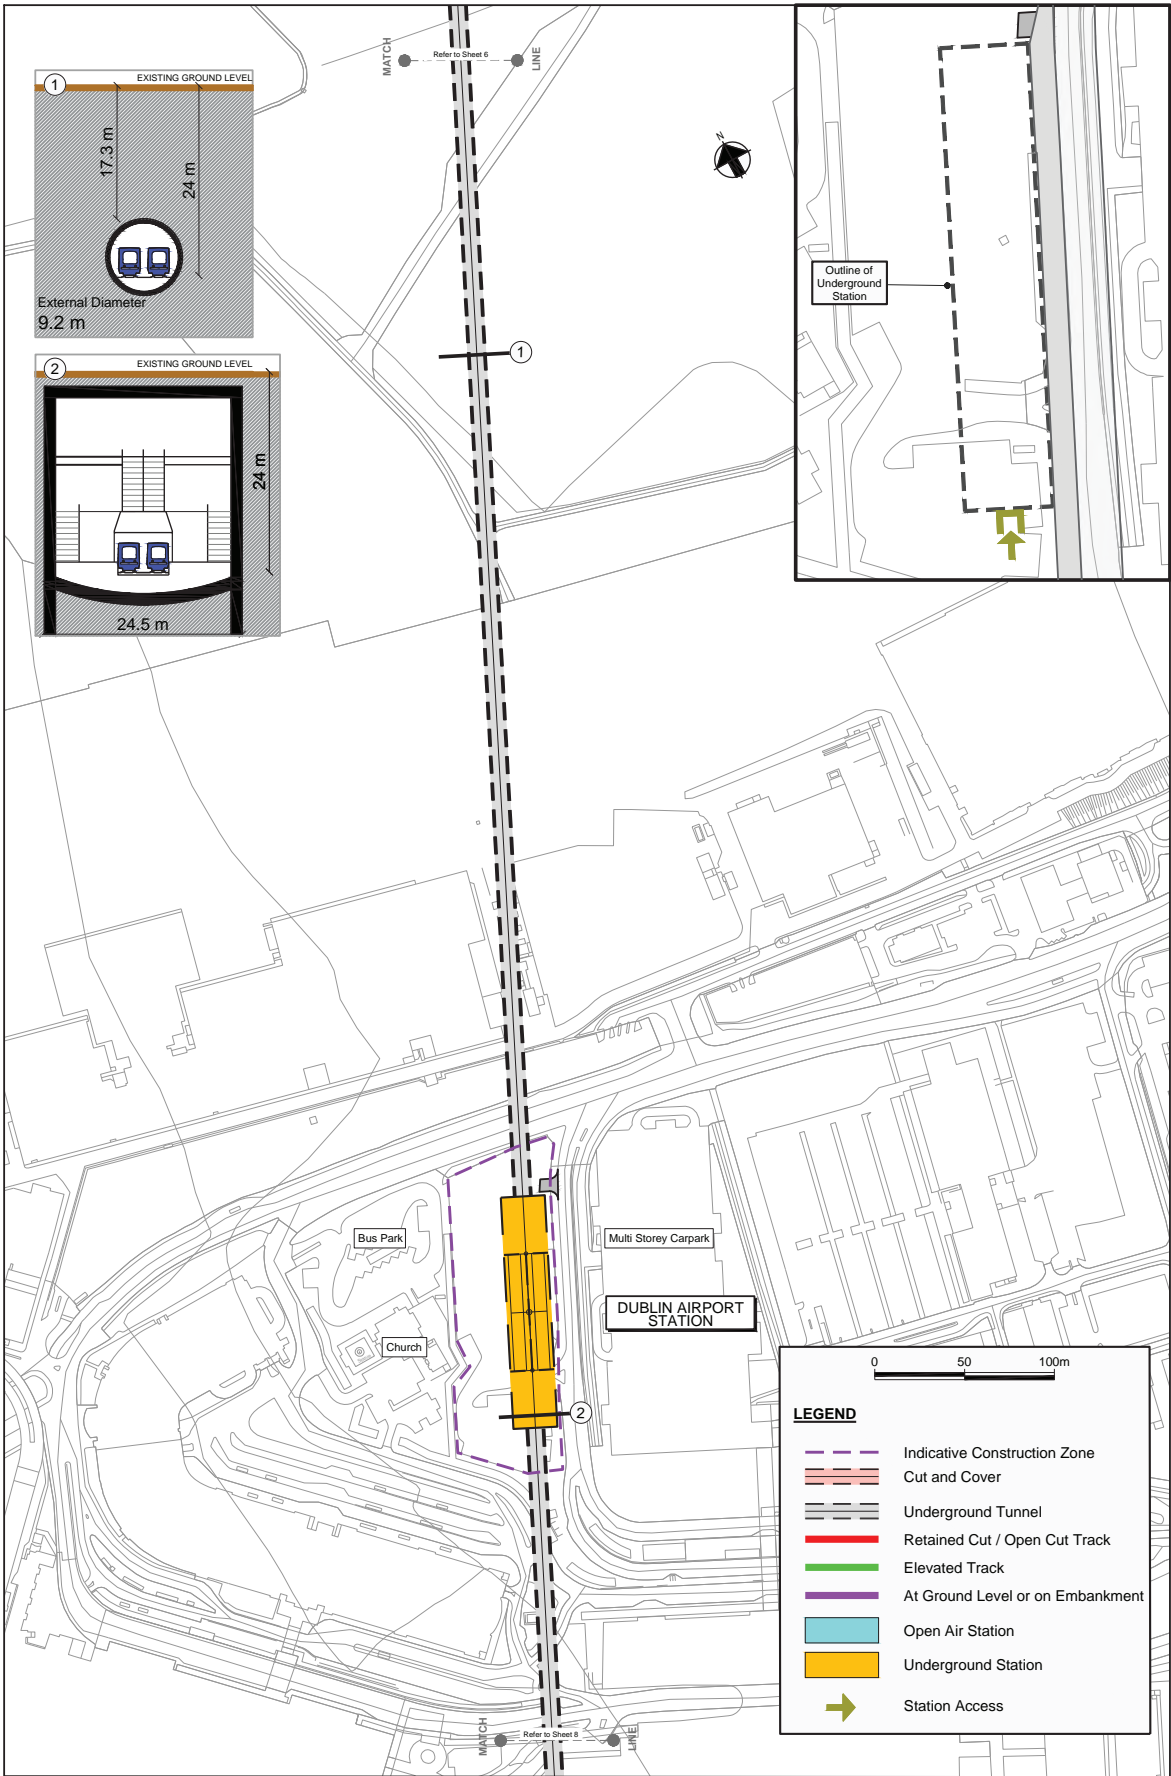 MATCH
Refer to Sheet 6
LINE
1
EXISTING GROUND LEVEL
17.3 m
24 m
External Diameter
9.2 m
2
EXISTING GROUND LEVEL
24 m
24.5 m
N
1
Outline of
Underground
Station
Bus Park
Multi Storey Carpark
DUBLIN AIRPORT
STATION
Church
2
0 50 100m
LEGEND
Indicative Construction Zone
Cut and Cover
Underground Tunnel
Retained Cut / Open Cut Track
Elevated Track
At Ground Level or on Embankment
Open Air Station
Underground Station
Station Access
MATCH
Refer to Sheet 8
LINE